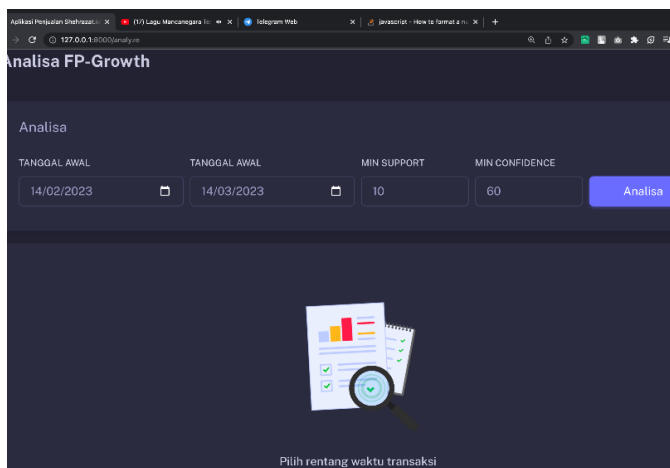 Aplikasi Penjualan Shehrazat
(17) Lagu Mancanegara
Telegram Web
javascript - How to format a nu
127.0.0.1:8000/analyze
Analisa FP-Growth
Analisa
TANGGAL AWAL TANGGAL AWAL MIN SUPPORT MIN CONFIDENCE
14/02/2023 14/03/2023 10 60 Analisa
Pilih rentang waktu transaksi